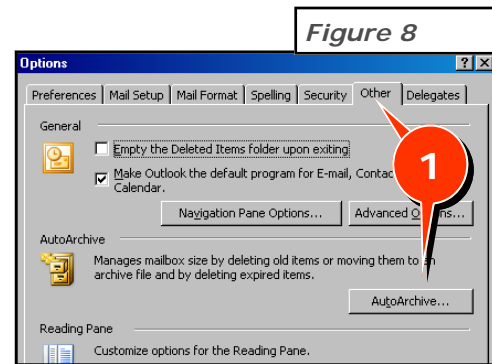 Figure 8
Options
Preferences Mail Setup Mail Format Spelling Security Other Delegates
General
Empty the Deleted Items folder upon exiting
Make Outlook the default program for E-mail,
Calendar.
Navigation Pane Options... Advanced
1
AutoArchive
Manages mailbox size by deleting old items or moving them to
archive file and by deleting expired items.
AutoArchive...
Reading Pane
Customize options for the Reading Pane.